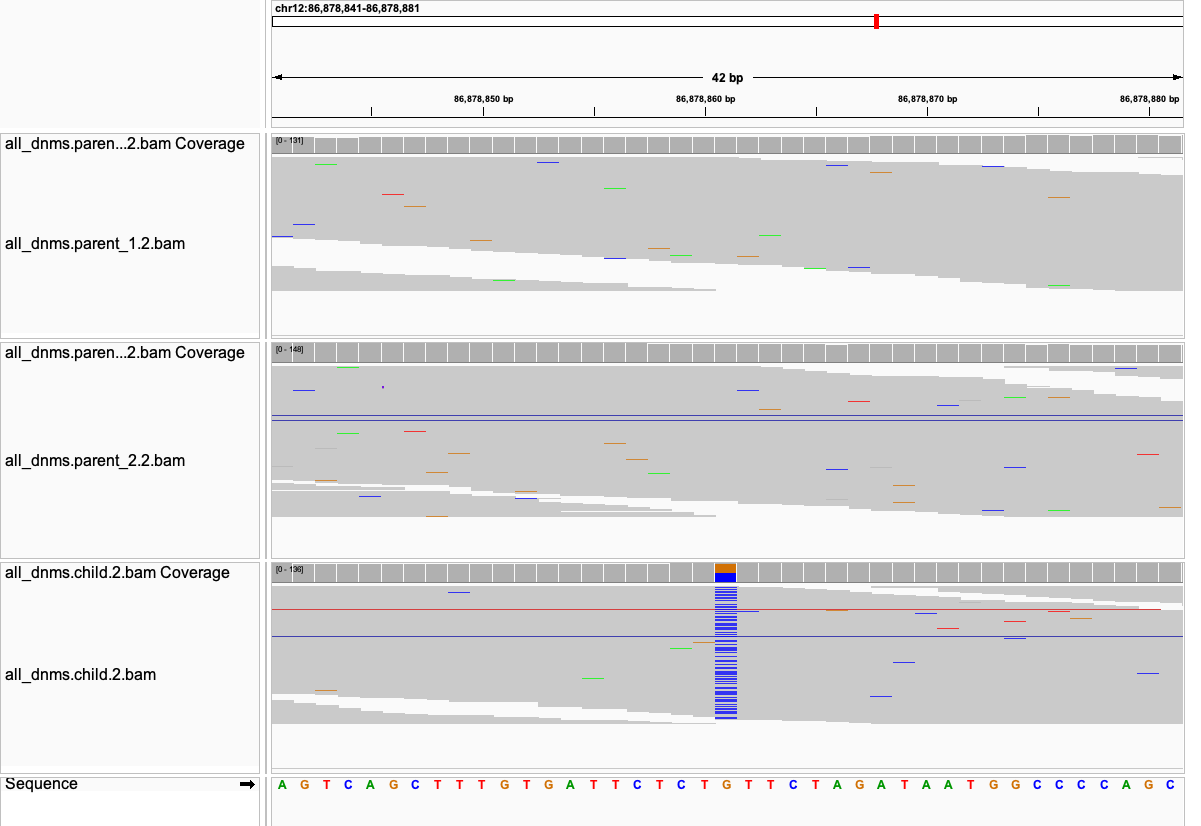 chr12:86,878,841-86,878,881
42 bp
86,878,850 bp 86,878,860 bp 86,878,870 bp 86,878,880 bp
all_dnms.paren...2.bam Coverage
[0 - 131]
all_dnms.parent_1.2.bam
all_dnms.paren...2.bam Coverage
[0 - 148]
all_dnms.parent_2.2.bam
all_dnms.child.2.bam Coverage
[0 - 136]
all_dnms.child.2.bam
Sequence A G T C A G C T T T G T G A T T C T C T G T T C T A G A T A A T G G C C C C A G C